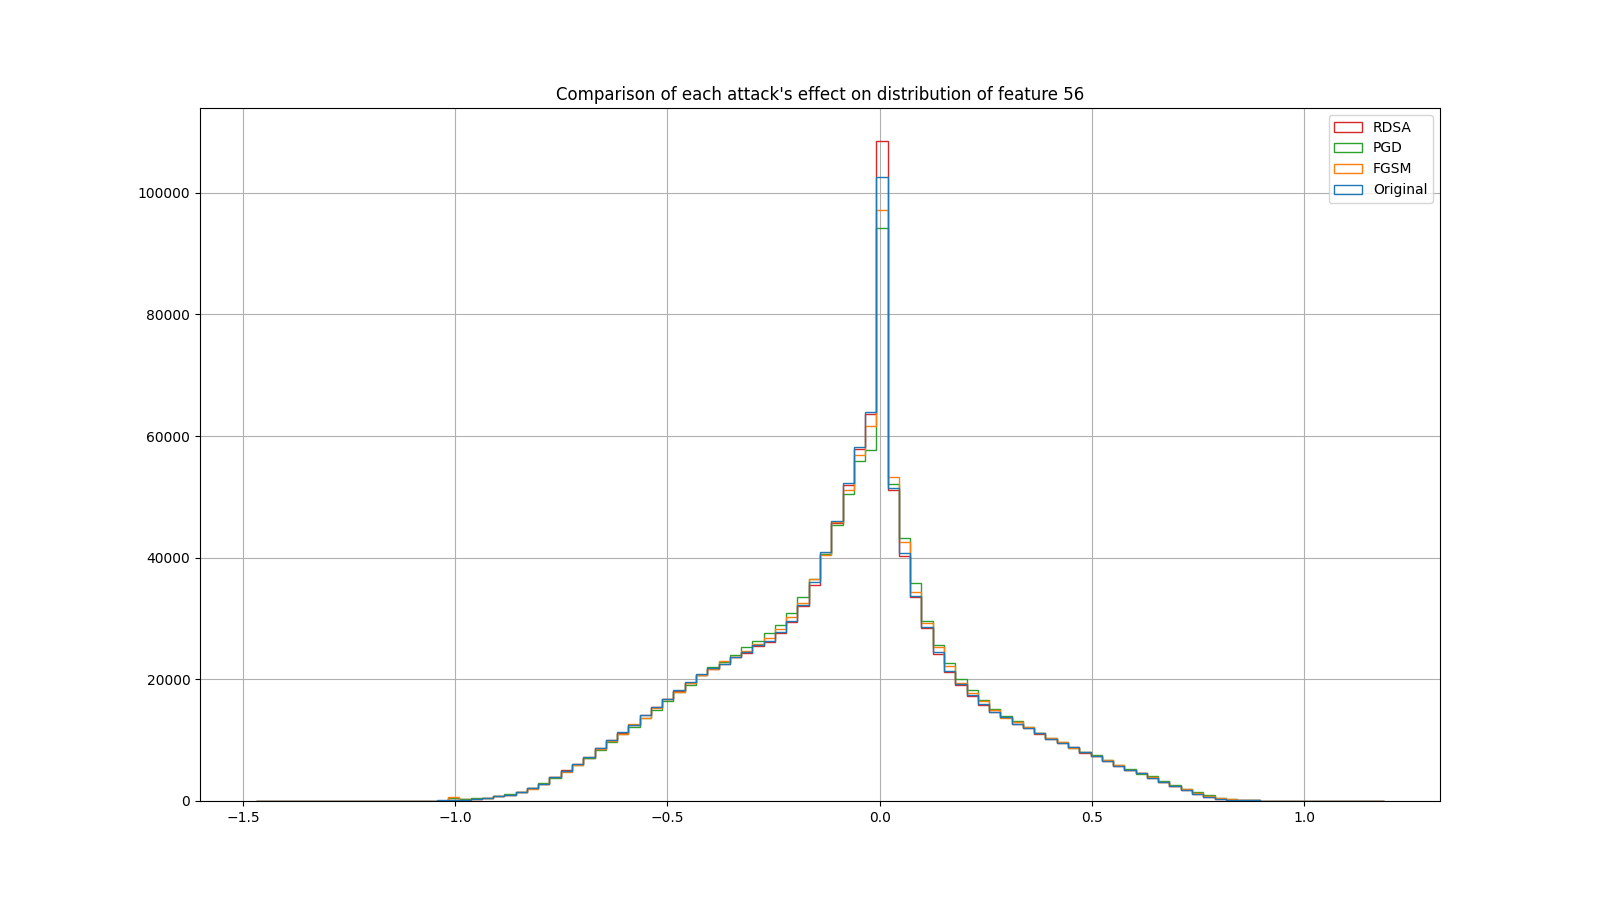 Comparison of each attack's effect on distribution of feature 56
RDSA
PGD
FGSM
Original
100000
80000
60000
40000
20000
0
−1.5
−1.0
−0.5
0.0
0.5
1.0